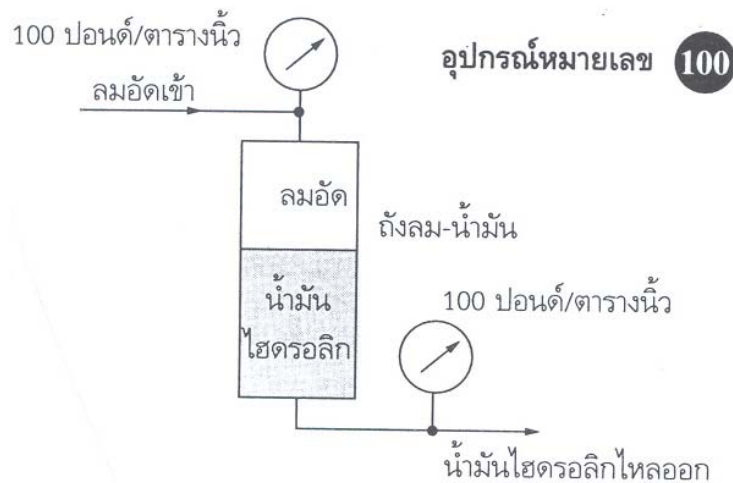 100 ปอนด์/ตารางนิ้ว
อุปกรณ์หมายเลข 100
ลมอัดเข้า
ลมอัด
ถังลม-น้ำมัน
น้ำมัน
ไฮดรอลิก
100 ปอนด์/ตารางนิ้ว
น้ำมันไฮดรอลิกไหลออก